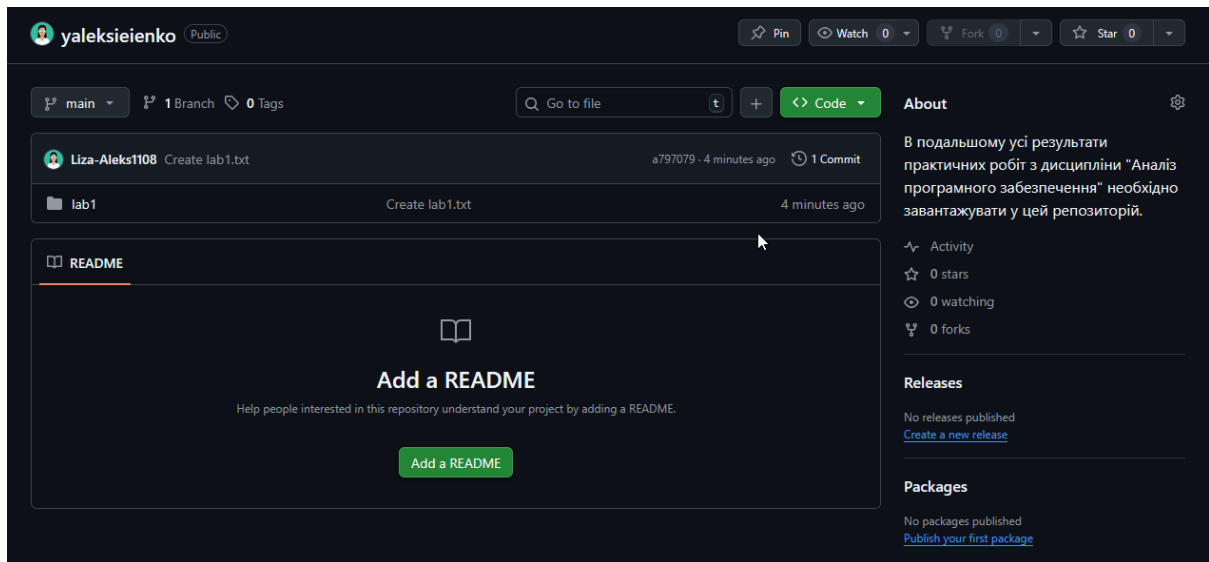 yaleksieienko Public
Pin Watch 0 Fork 0 Star 0
main 1 Branch 0 Tags
Go to file t
Code
Liza-Aleks1108 Create lab1.txt a797079 · 4 minutes ago 1 Commit
lab1 Create lab1.txt 4 minutes ago
README
Add a README
Help people interested in this repository understand your project by adding a README.
Add a README
About
В подальшому усі результати
практичних робіт з дисципліни "Аналіз
програмного забезпечення" необхідно
завантажувати у цей репозиторій.
Activity
0 stars
0 watching
0 forks
Releases
No releases published
Create a new release
Packages
No packages published
Publish your first package